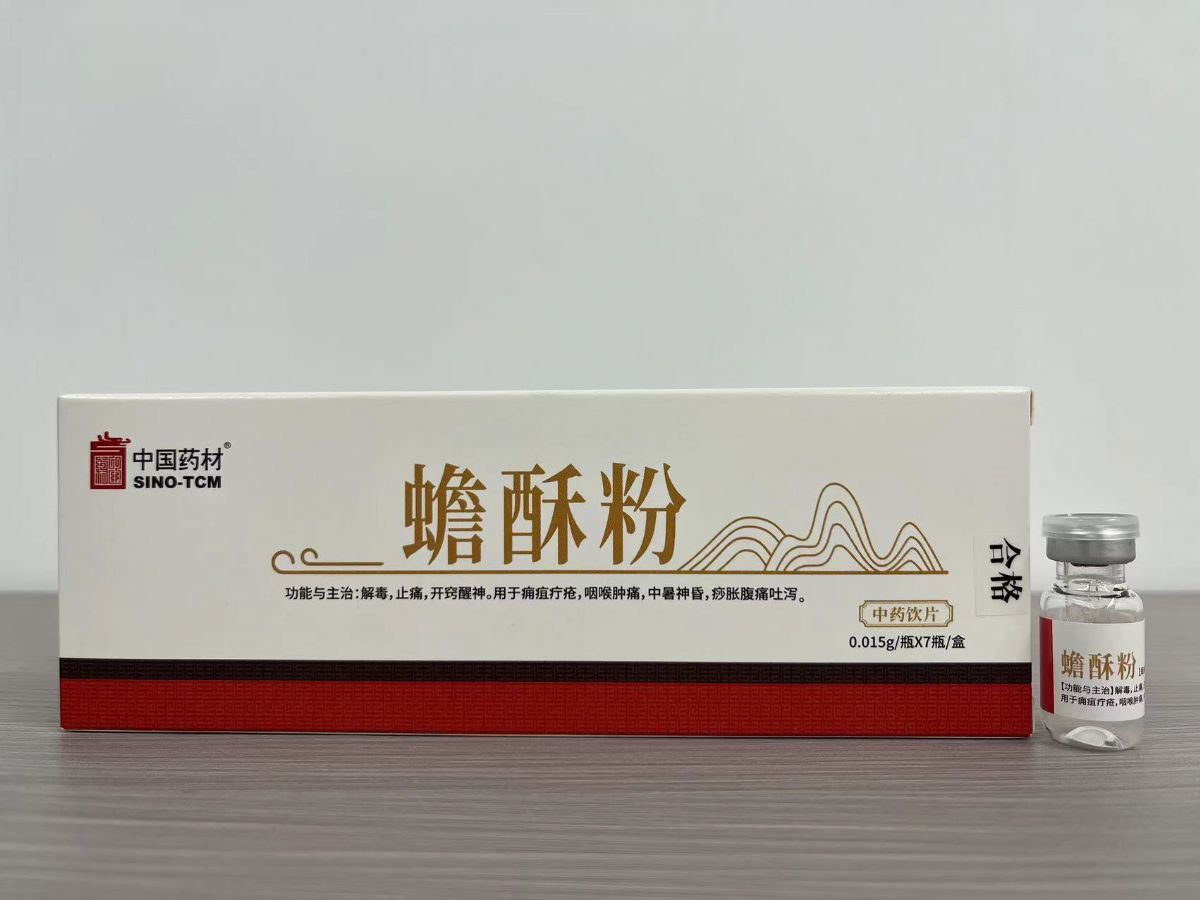 中国药材®
SINO-TCM
蟾酥粉
功能与主治:解毒,止痛,开窍醒神。用于痈疽疔疮,咽喉肿痛,中暑神昏,痧胀腹痛吐泻。
中药饮片
0.015g/瓶X7瓶/盒
合格
蟾酥粉
【功能与主治】解毒,止
用于痈疽疔疮,咽喉肿痛,